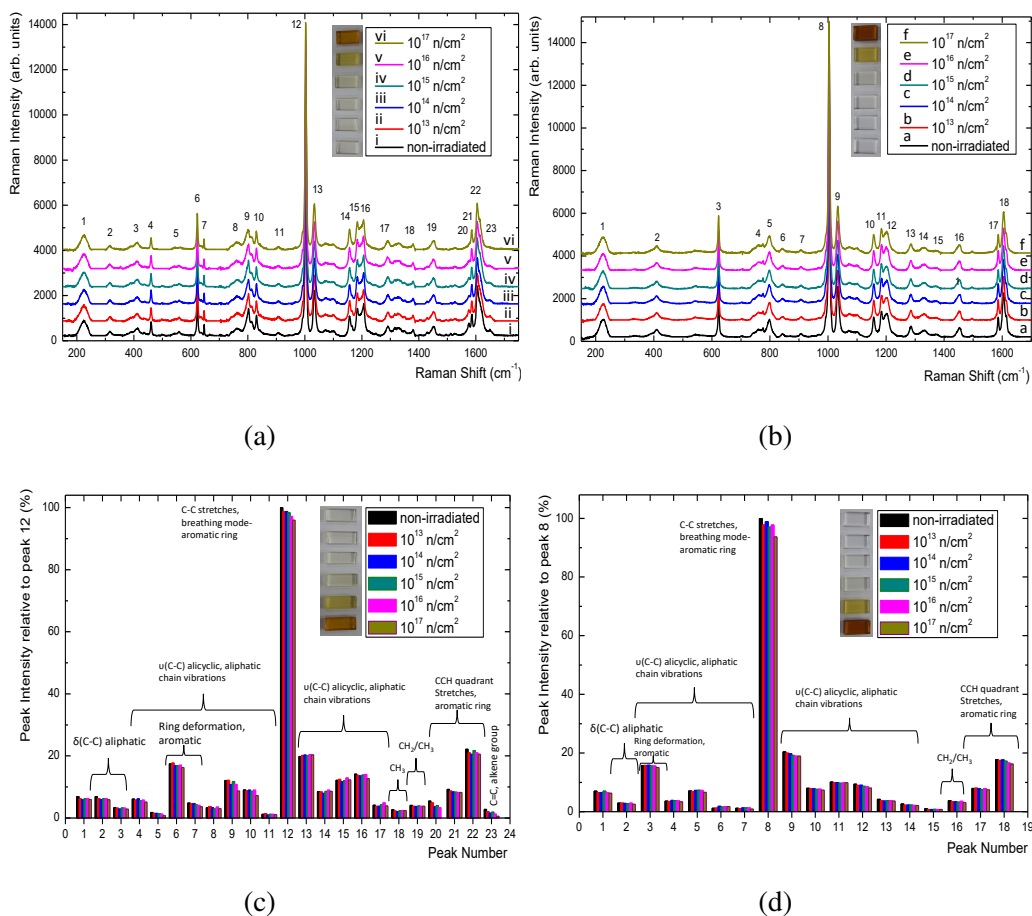 (a)
Raman Intensity (arb. units)
14000
12000
10000
8000
6000
4000
2000
0
vi 10^17 n/cm^2
v 10^16 n/cm^2
iv 10^15 n/cm^2
iii 10^14 n/cm^2
ii 10^13 n/cm^2
i non-irradiated
1 2 3 4 5 6 7 8 9 10 11 12 13 14 15 16 17 18 19 20 21 22 23
vi
v
iv
iii
ii
i
200 400 600 800 1000 1200 1400 1600
Raman Shift (cm^-1)
(a)
(b)
Raman Intensity (arb. units)
14000
12000
10000
8000
6000
4000
2000
0
f 10^17 n/cm^2
e 10^16 n/cm^2
d 10^15 n/cm^2
c 10^14 n/cm^2
b 10^13 n/cm^2
a non-irradiated
1 2 3 4 5 6 7 8 9 10 11 12 13 14 15 16 17 18
f
e
d
c
b
a
200 400 600 800 1000 1200 1400 1600
Raman Shift (cm^-1)
(b)
c)
Peak Intensity relative to peak 12 (%)
100
80
60
40
20
0
C-C stretches,
breathing mode-
aromatic ring
non-irradiated
10^13 n/cm^2
10^14 n/cm^2
10^15 n/cm^2
10^16 n/cm^2
10^17 n/cm^2
υ(C-C) alicyclic, aliphatic
chain vibrations
δ(C-C) aliphatic
Ring deformation,
aromatic
υ(C-C) alicyclic, aliphatic
chain vibrations
CH3
CH2/CH3
CCH quadrant
Stretches,
aromatic ring
C=C, alkene group
0 1 2 3 4 5 6 7 8 9 10 11 12 13 14 15 16 17 18 19 20 21 22 23 24
Peak Number
(c)
d)
Peak Intensity relative to peak 8 (%)
100
80
60
40
20
0
C-C stretches,
breathing mode-
aromatic ring
non-irradiated
10^13 n/cm^2
10^14 n/cm^2
10^15 n/cm^2
10^16 n/cm^2
10^17 n/cm^2
υ(C-C) alicyclic, aliphatic
chain vibrations
δ(C-C) aliphatic
Ring deformation,
aromatic
υ(C-C) alicyclic, aliphatic
chain vibrations
CH2/CH3
CCH quadrant
Stretches,
aromatic ring
0 1 2 3 4 5 6 7 8 9 10 11 12 13 14 15 16 17 18 19
Peak Number
(d)